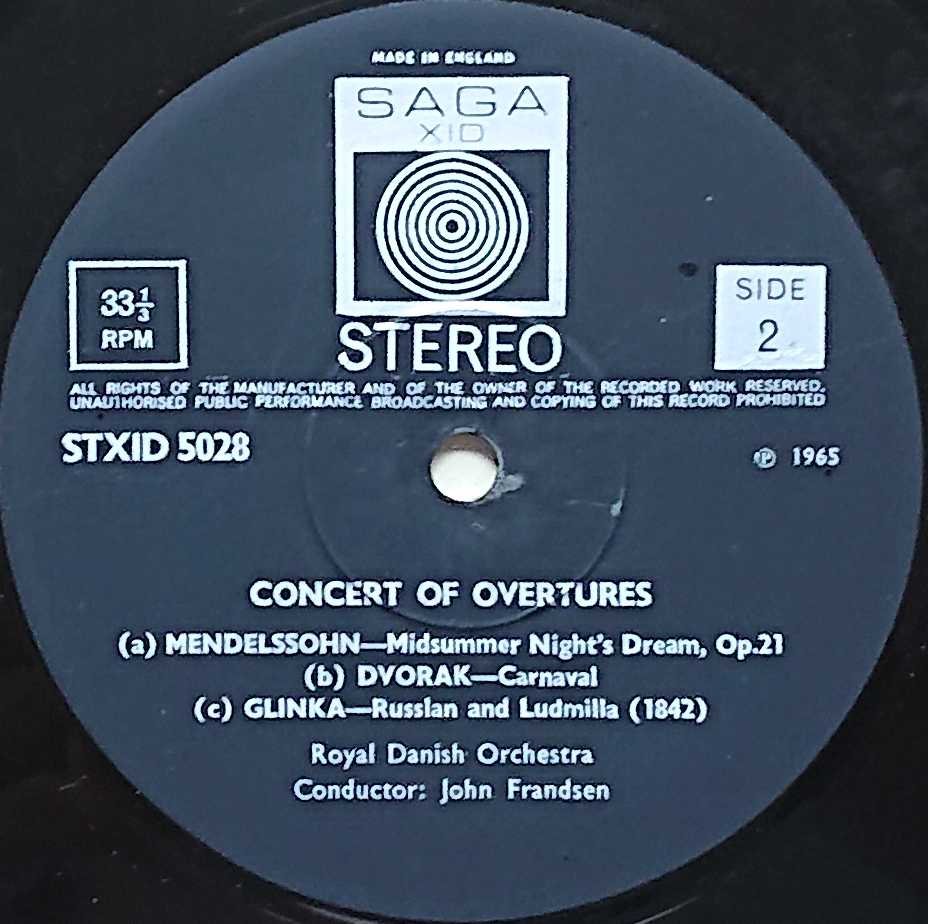 MADE IN ENGLAND
SAGA
XID
33 1/3
RPM
STEREO
SIDE
2
ALL RIGHTS OF THE MANUFACTURER AND OF THE OWNER OF THE RECORDED WORK RESERVED.
UNAUTHORISED PUBLIC PERFORMANCE BROADCASTING AND COPYING OF THIS RECORD PROHIBITED
STXID 5028
℗ 1965
CONCERT OF OVERTURES
(a) MENDELSSOHN—Midsummer Night's Dream, Op.21
(b) DVORAK—Carnaval
(c) GLINKA—Russlan and Ludmilla (1842)
Royal Danish Orchestra
Conductor: John Frandsen